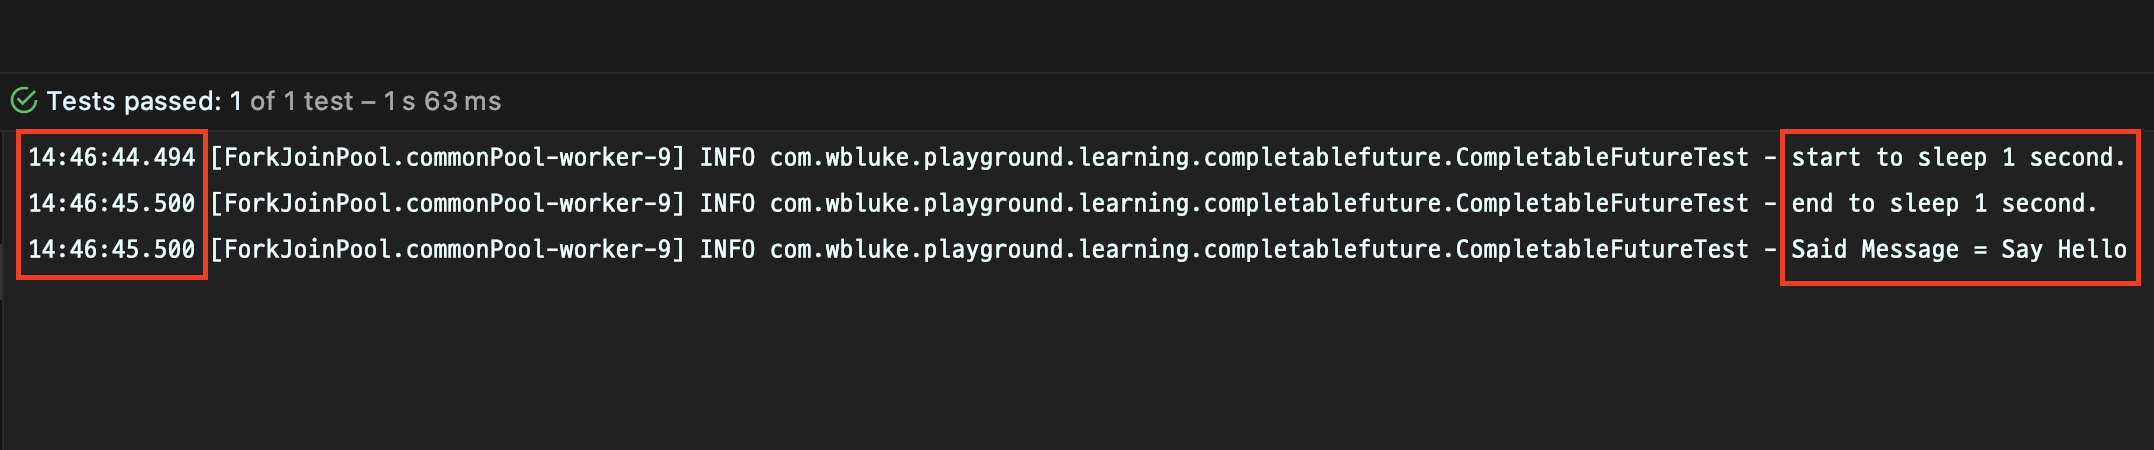 Tests passed: 1 of 1 test – 1 s 63 ms
14:46:44.494 [ForkJoinPool.commonPool-worker-9] INFO com.wbluke.playground.learning.completablefuture.CompletableFutureTest - start to sleep 1 second.
14:46:45.500 [ForkJoinPool.commonPool-worker-9] INFO com.wbluke.playground.learning.completablefuture.CompletableFutureTest - end to sleep 1 second.
14:46:45.500 [ForkJoinPool.commonPool-worker-9] INFO com.wbluke.playground.learning.completablefuture.CompletableFutureTest - Said Message = Say Hello